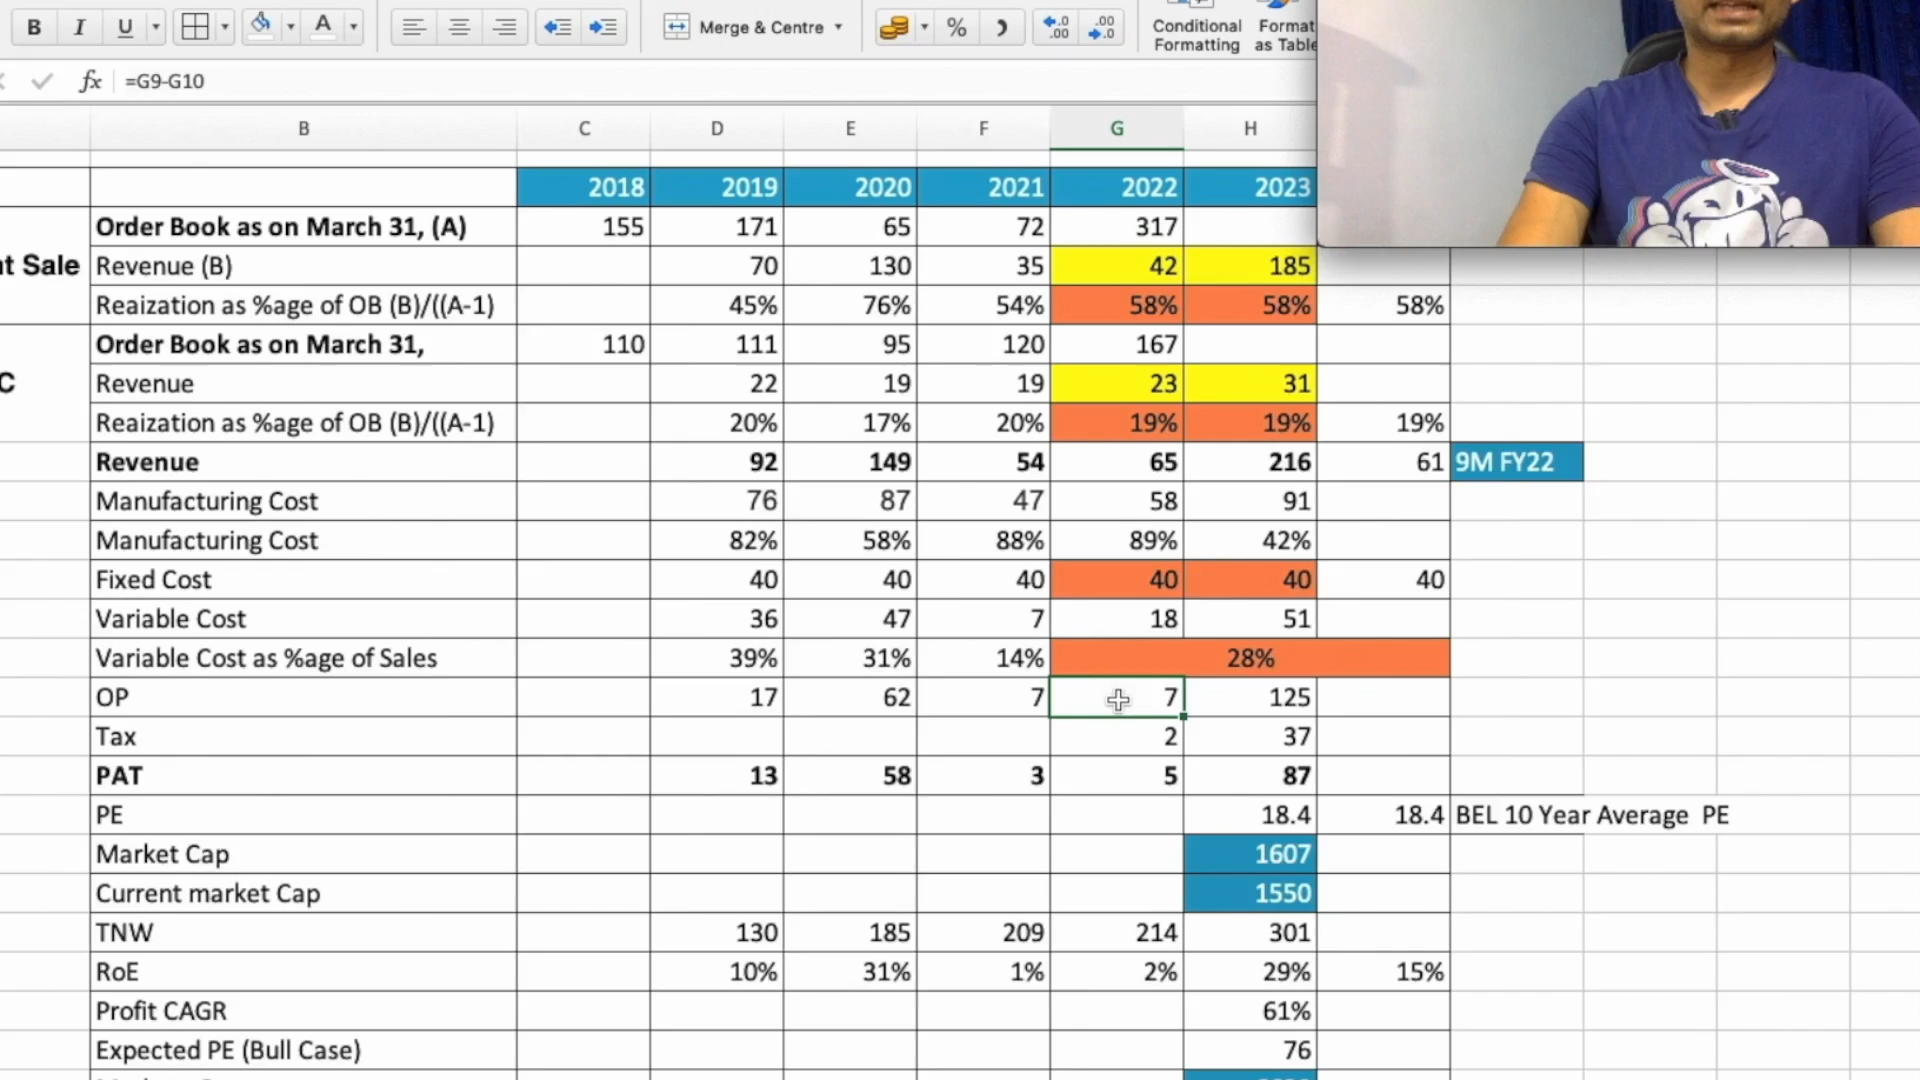 B I U A Merge & Centre % Conditional Formatting Format as Table
fx =G9-G10
B C D E F G H
2018 2019 2020 2021 2022 2023
Order Book as on March 31, (A) 155 171 65 72 317
nt Sale Revenue (B) 70 130 35 42 185
Reaization as %age of OB (B)/((A-1) 45% 76% 54% 58% 58% 58%
Order Book as on March 31, 110 111 95 120 167
C Revenue 22 19 19 23 31
Reaization as %age of OB (B)/((A-1) 20% 17% 20% 19% 19% 19%
Revenue 92 149 54 65 216 61 9M FY22
Manufacturing Cost 76 87 47 58 91
Manufacturing Cost 82% 58% 88% 89% 42%
Fixed Cost 40 40 40 40 40 40
Variable Cost 36 47 7 18 51
Variable Cost as %age of Sales 39% 31% 14% 28%
OP 17 62 7 7 125
Tax 2 37
PAT 13 58 3 5 87
PE 18.4 18.4 BEL 10 Year Average PE
Market Cap 1607
Current market Cap 1550
TNW 130 185 209 214 301
RoE 10% 31% 1% 2% 29% 15%
Profit CAGR 61%
Expected PE (Bull Case) 76